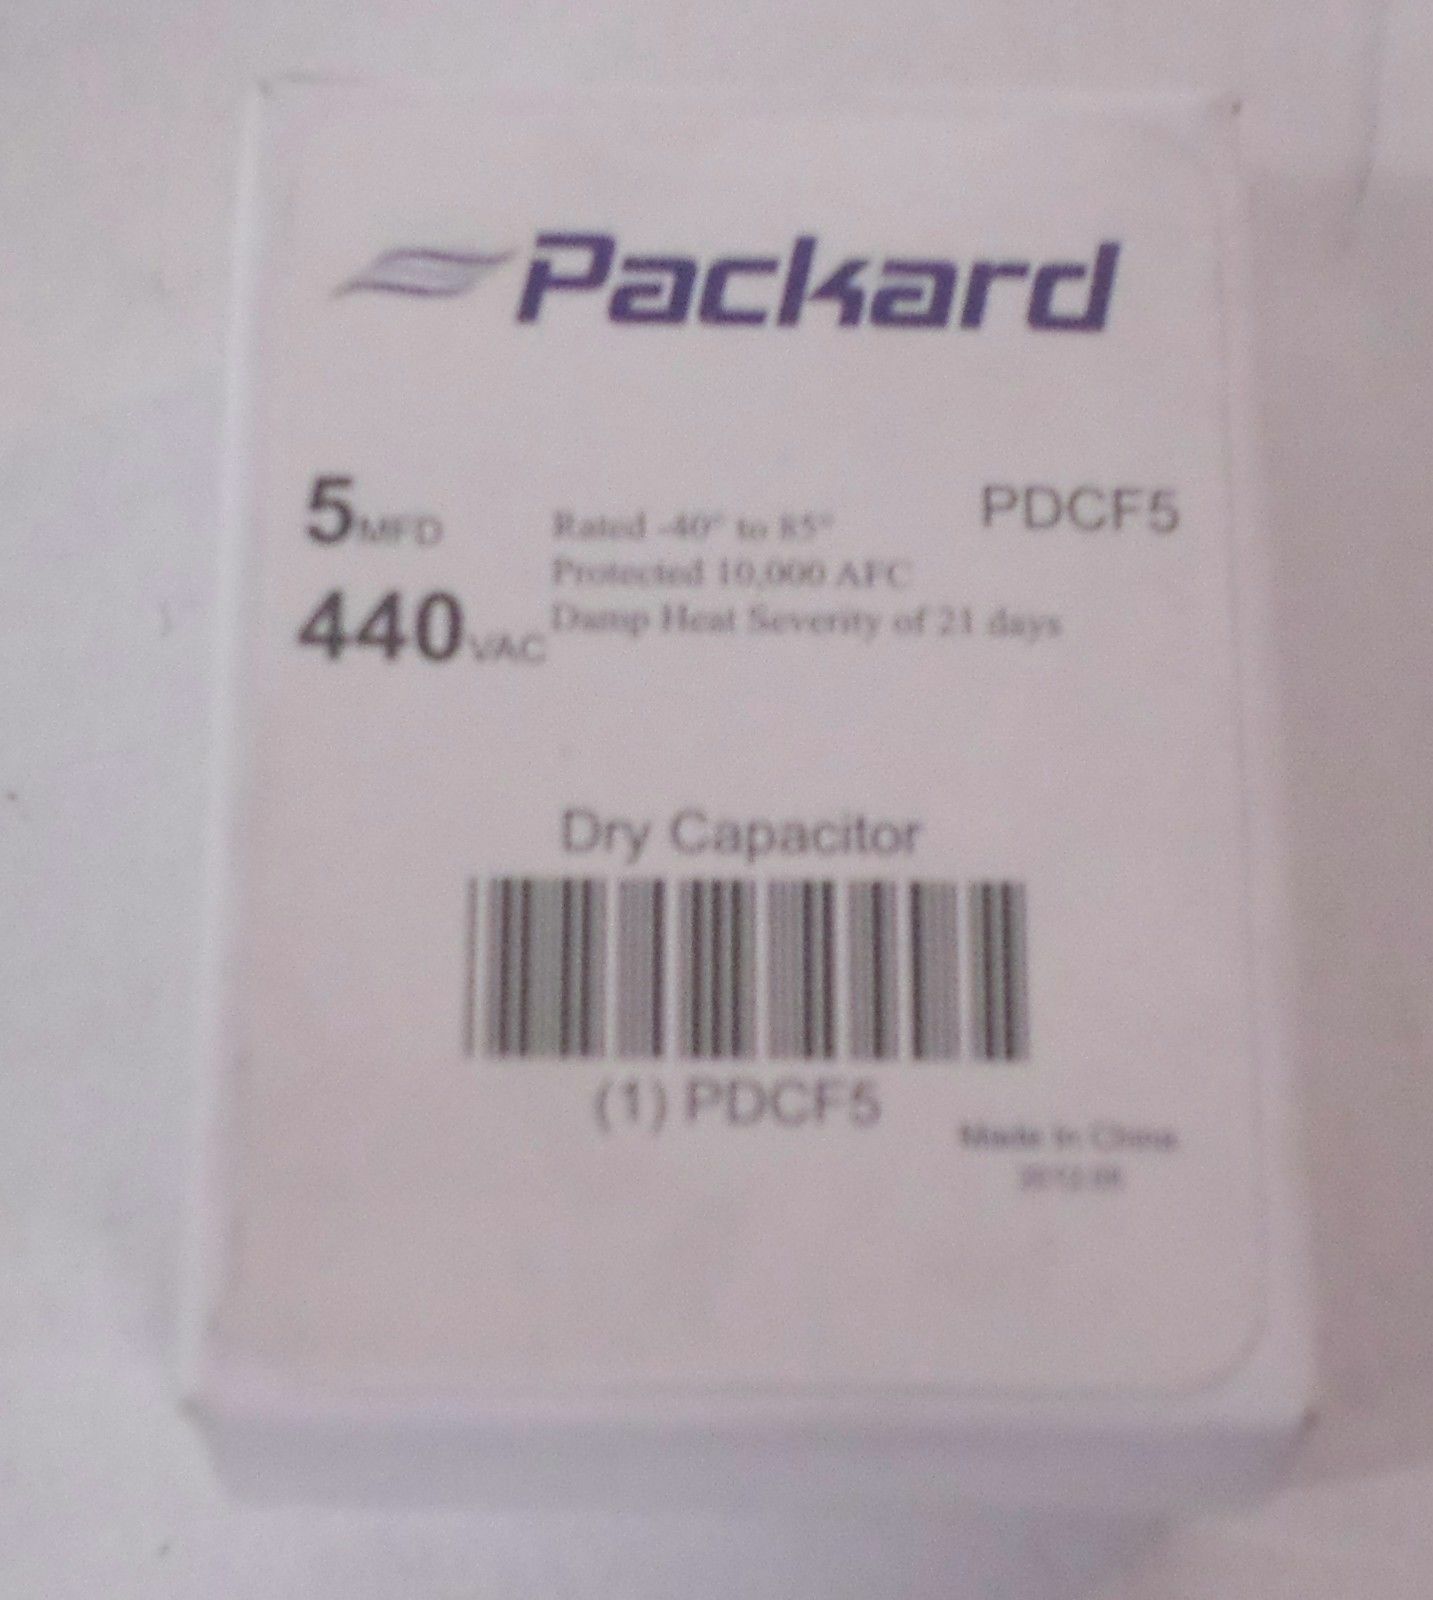 Packard
5MFD
440VAC
Rated -40° to 85°
Protected 10,000 AFC
Damp Heat Severity of 21 days
PDCF5
Dry Capacitor
(1) PDCF5
Made In China